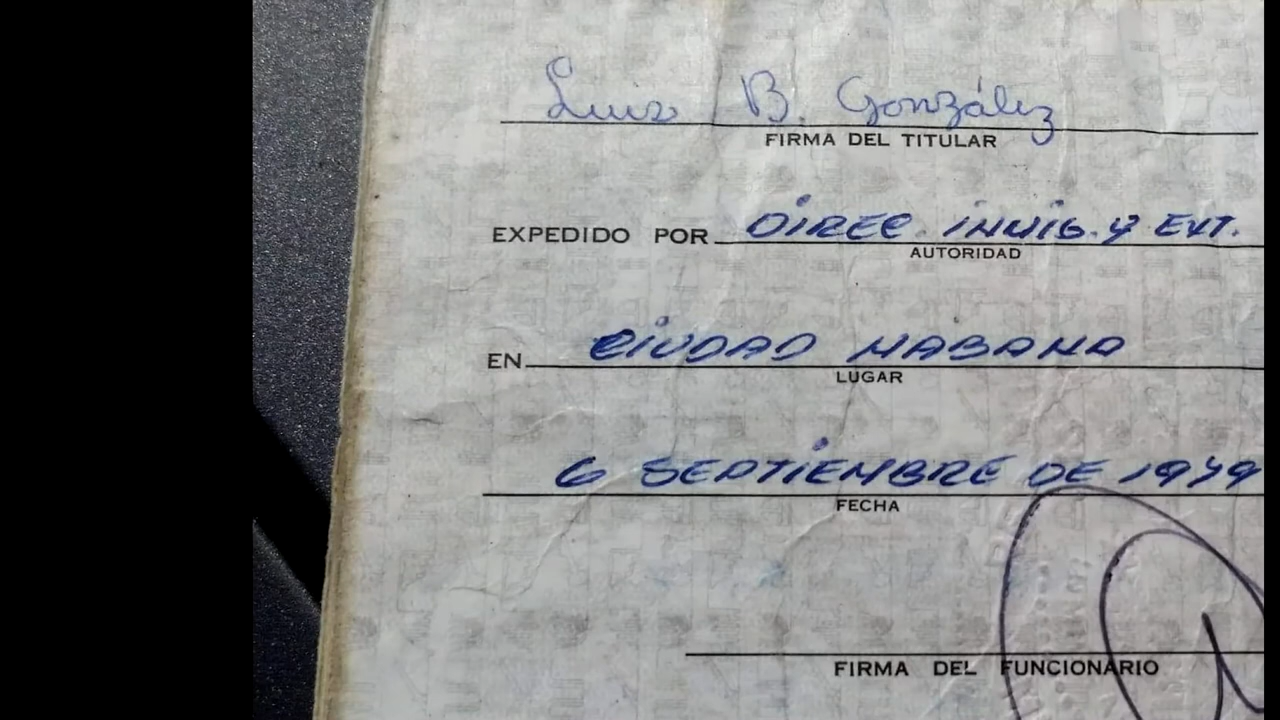 Luis B. González
FIRMA DEL TITULAR
EXPEDIDO POR DIREC. INMIG. Y EXT.
AUTORIDAD
EN CIUDAD HABANA
LUGAR
6 SEPTIEMBRE DE 1979
FECHA
FIRMA DEL FUNCIONARIO